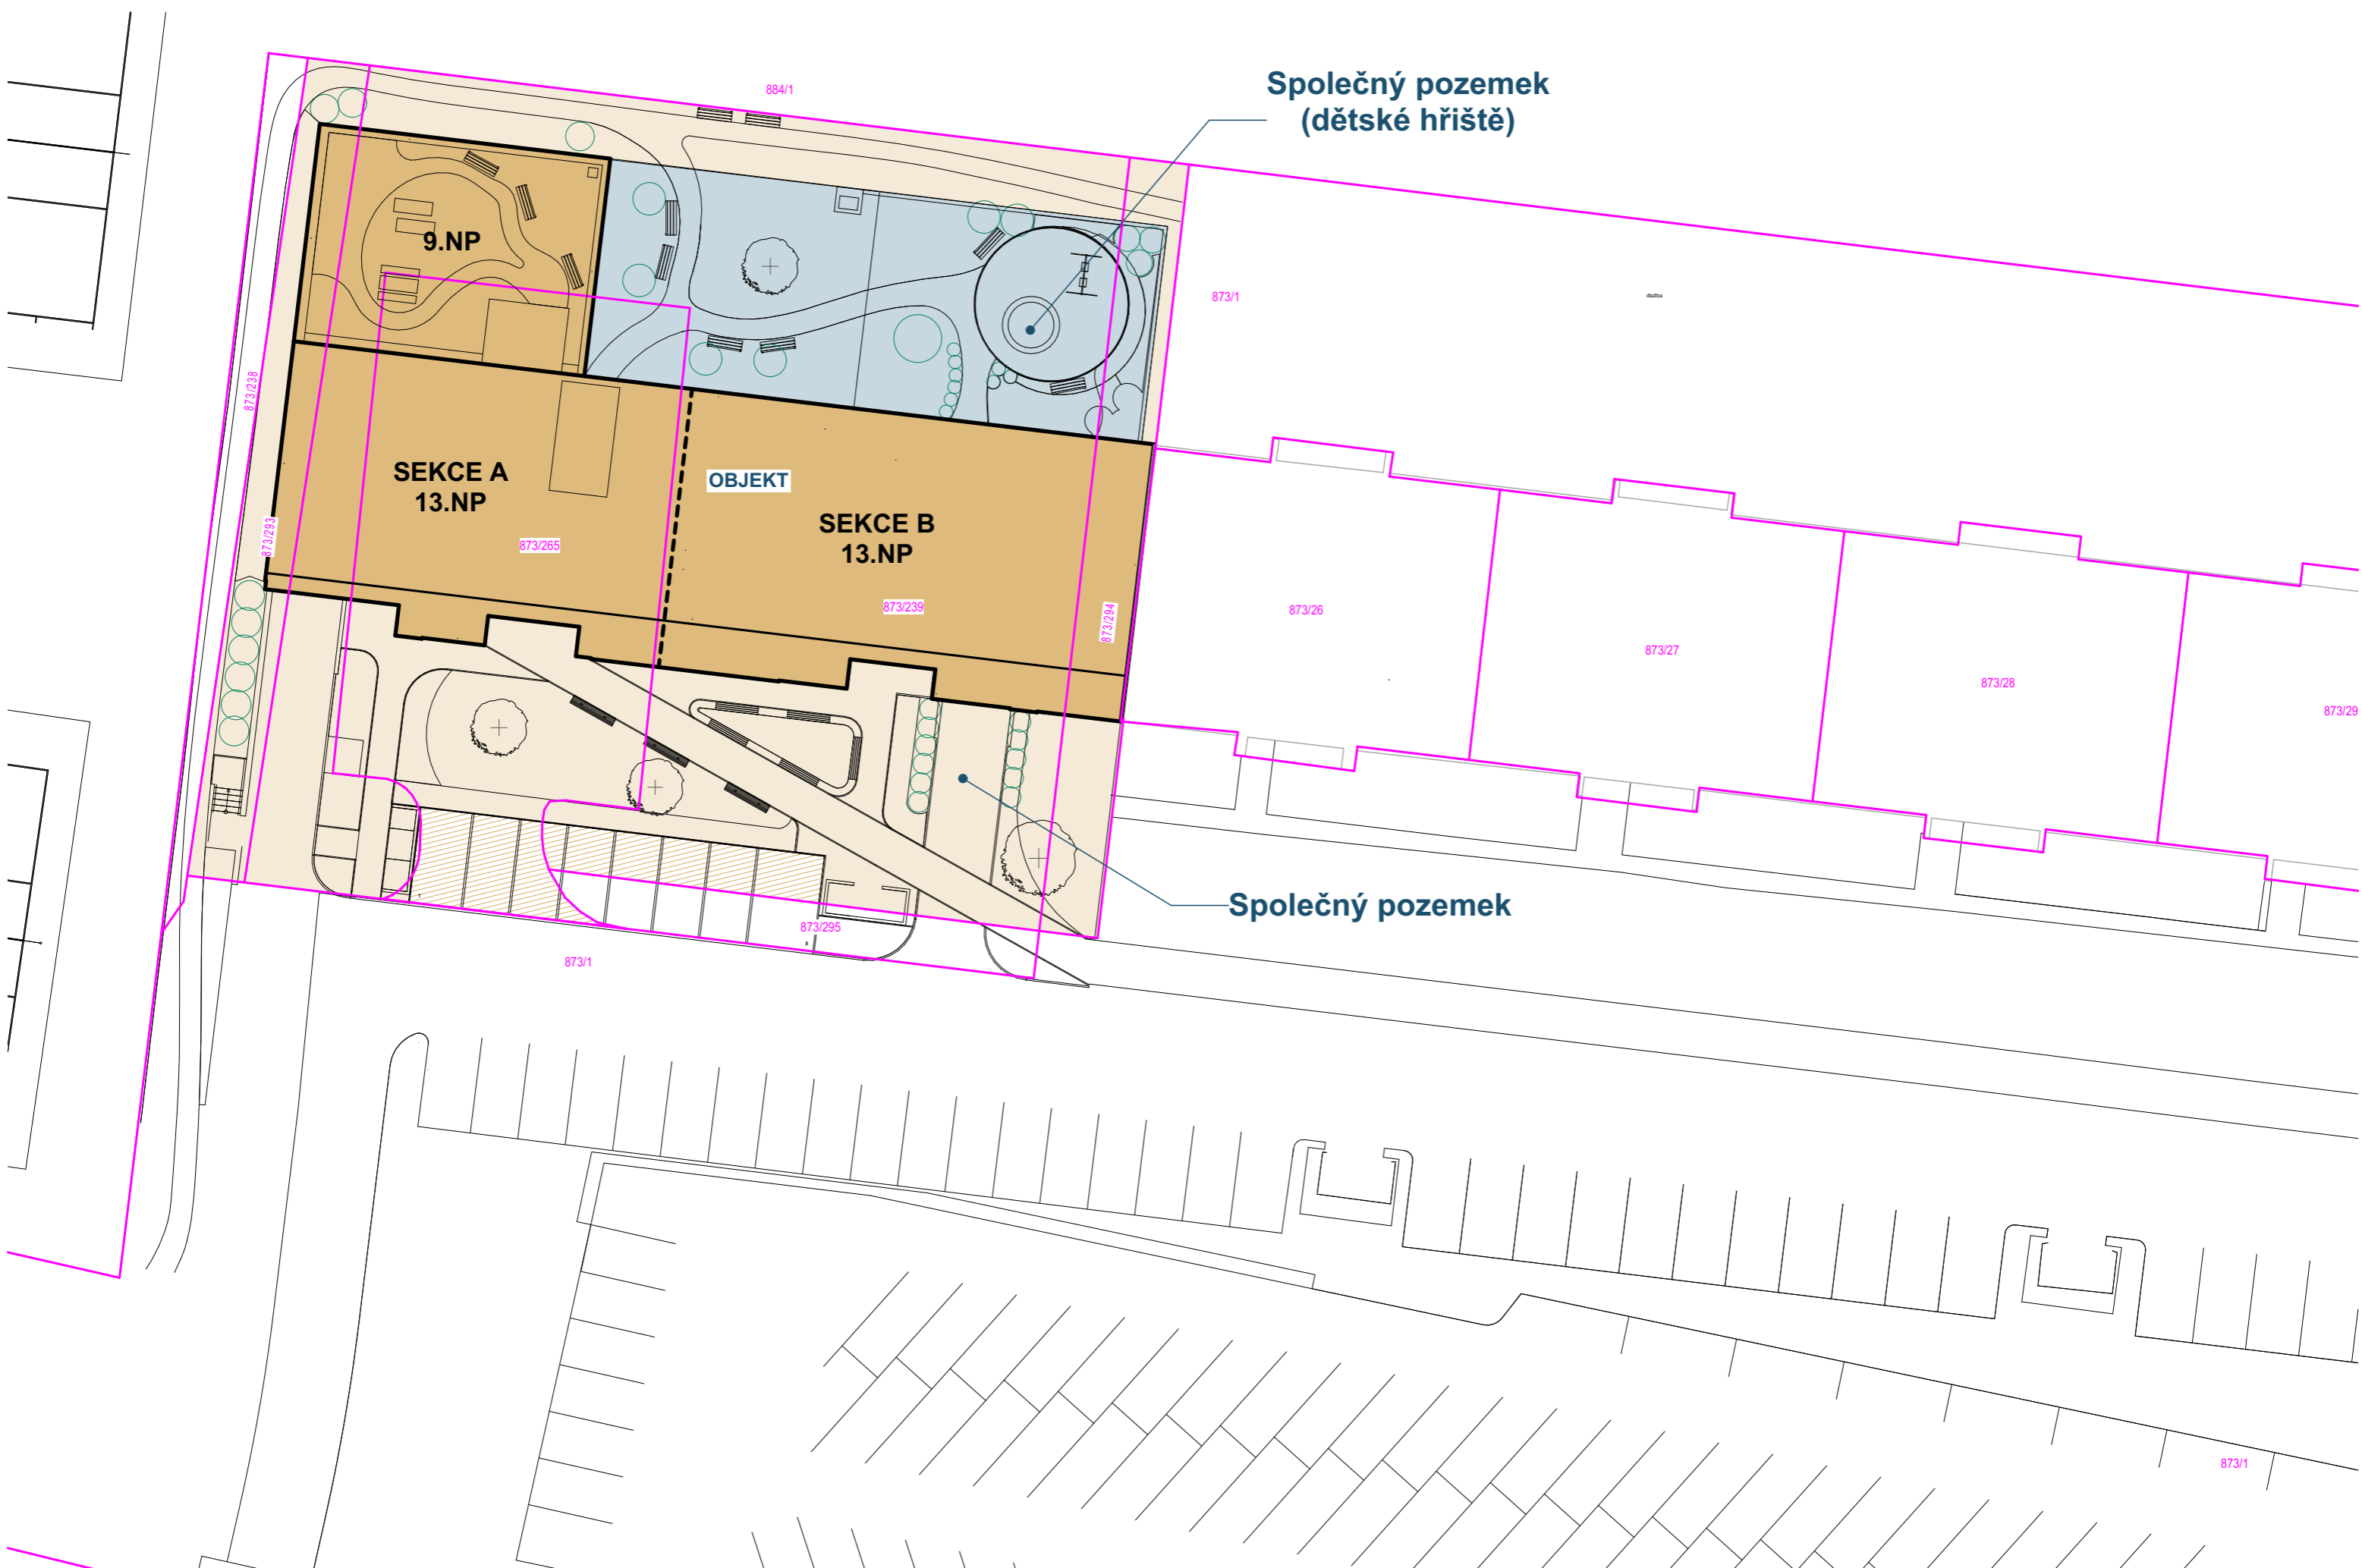 884/1
Společný pozemek
(dětské hřiště)
9.NP
873/1
dlažba
873/238
SEKCE A
13.NP
OBJEKT
SEKCE B
13.NP
873/293
873/265
873/239
873/294
873/26
873/27
873/28
873/29
Společný pozemek
873/295
873/1
873/1